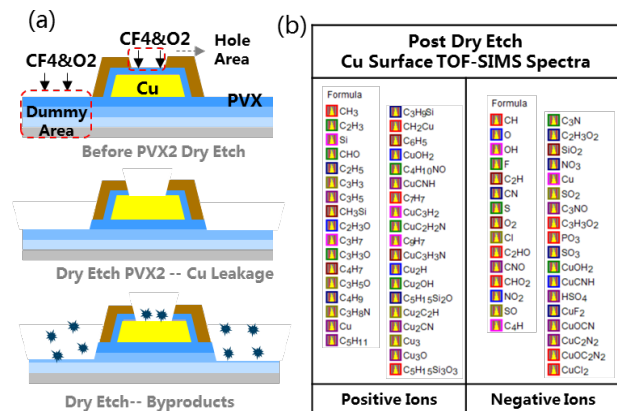 (a)
CF4&O2
CF4&O2
Hole
Area
Cu
PVX
Dummy
Area
Before PVX2 Dry Etch
Dry Etch PVX2 -- Cu Leakage
Dry Etch-- Byproducts
(b)
Post Dry Etch
Cu Surface TOF-SIMS Spectra
Formula
CH3
C2H3
Si
CHO
C2H5
C3H3
C3H5
CH3Si
C2H3O
C3H7
C2H3O
C4H7
C3H5O
C4H9
C3H8N
Cu
C5H11
C3H9Si
CH2Cu
C6H5
CuOH2
C4H10NO
CuCNH
C7H7
CuC3H2
CuC2H2N
C9H7
CuC3H3N
Cu2H
Cu2OH
C5H15Si2O
Cu2C2H
Cu2CN
Cu3
Cu3O
C5H15Si3O3
Positive Ions
Formula
CH
O
OH
F
C2H
CN
S
O2
Cl
C2HO
CNO
CHO2
NO2
SO
C4H
C3N
C2H3O2
SiO2
NO3
Cu
SO2
C3NO
C3H3O2
PO3
SO3
CuOH2
CuCNH
HSO4
CuF2
CuOCN
CuC2N2
CuOC2N2
CuCl2
Negative Ions